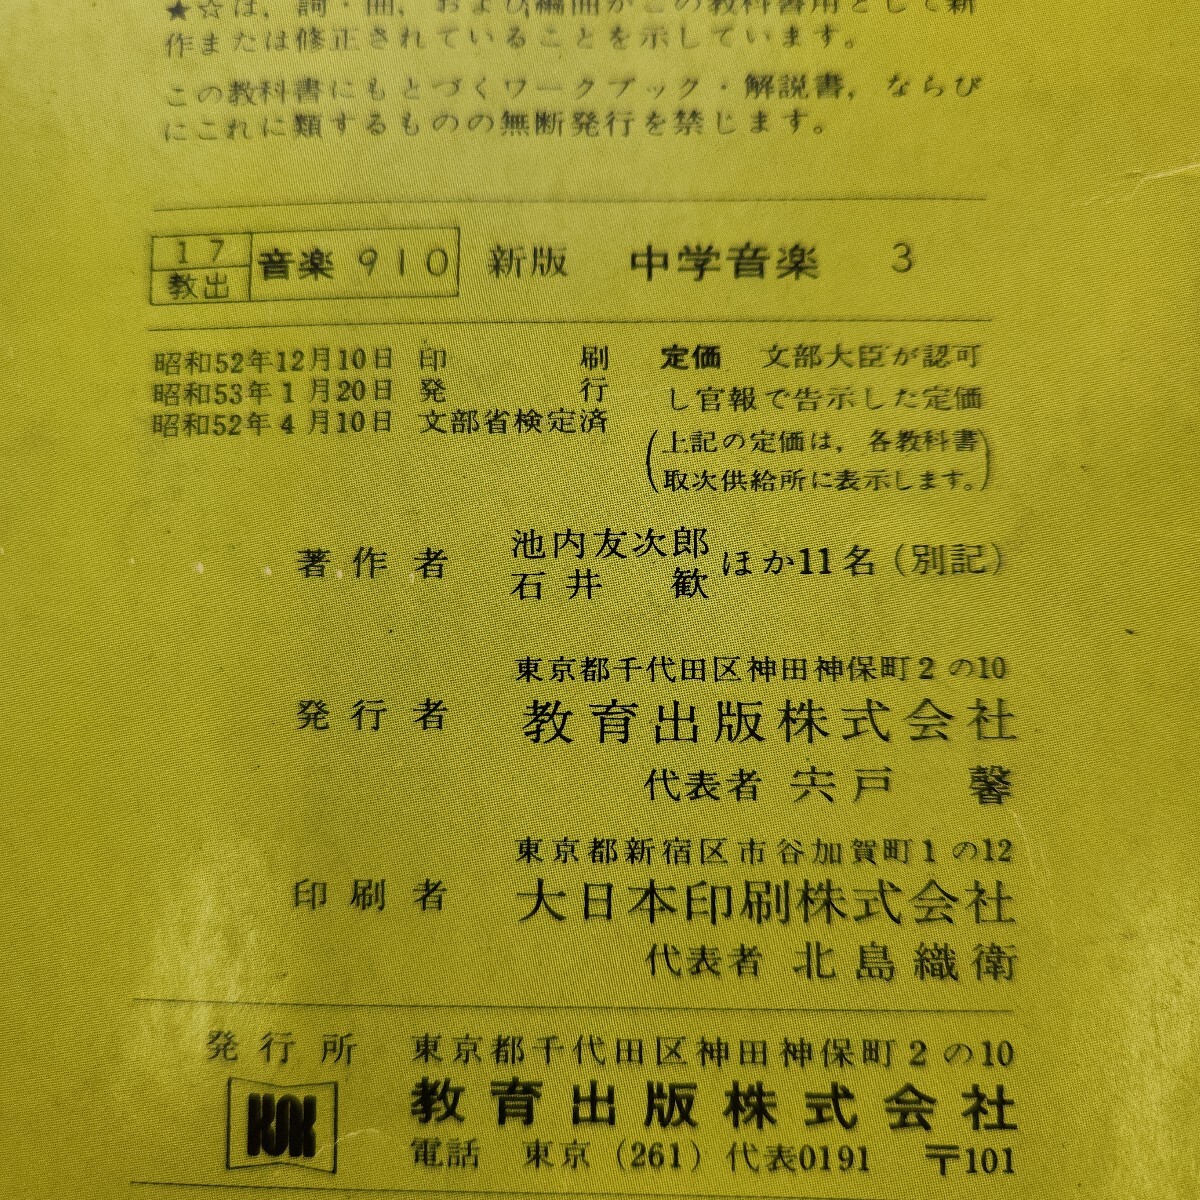 ★☆は，詞・曲，および編曲がこの教科書用として新
作または修正されていることを示しています。
この教科書にもとづくワークブック・解説書，ならび
にこれに類するものの無断発行を禁じます。
17 教出 音楽 910 新版 中学音楽 3
昭和52年12月10日 印刷
昭和53年1月20日 発行
昭和52年4月10日 文部省検定済
定価 文部大臣が認可
し官報で告示した定価
(上記の定価は，各教科書
取次供給所に表示します。)
著作者 池内友次郎
石井歓 ほか11名（別記）
東京都千代田区神田神保町2の10
発行者 教育出版株式会社
代表者 宍戸馨
東京都新宿区市谷加賀町1の12
印刷者 大日本印刷株式会社
代表者 北島織衛
発行所 東京都千代田区神田神保町2の10
教育出版株式会社
電話 東京（261）代表0191 〒101